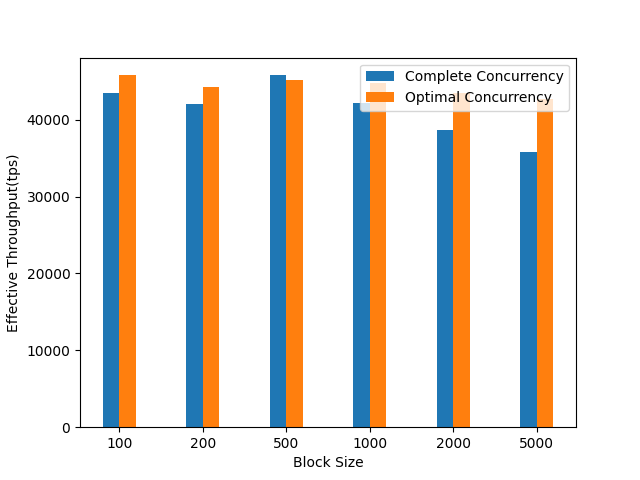 Complete Concurrency
Optimal Concurrency
40000
30000
20000
10000
0
Effective Throughput(tps)
100 200 500 1000 2000 5000
Block Size